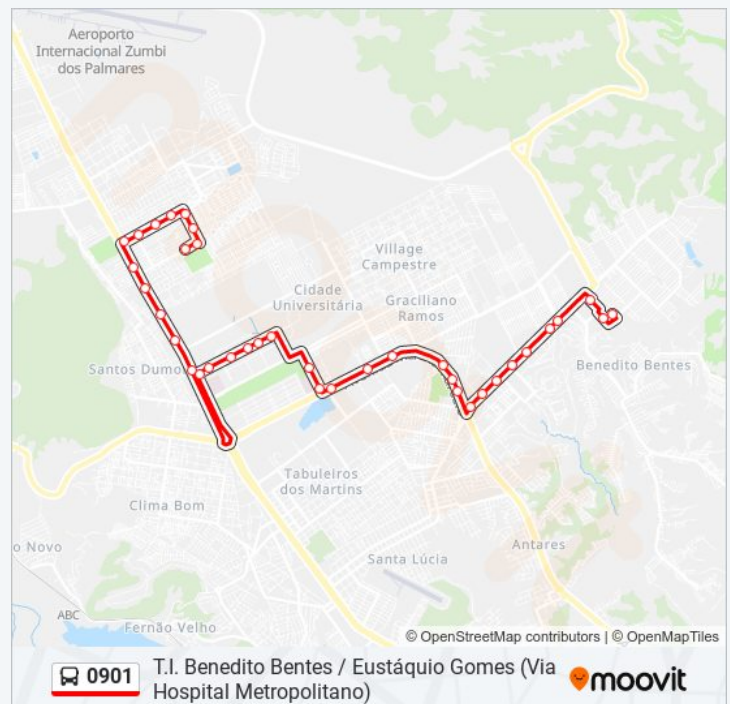 Aeroporto
Internacional Zumbi
dos Palmares
Village
Campestre
Cidade
Universitária
Graciliano
Ramos
Santos Dumo
Benedito Bentes
Tabuleiros
dos Martins
Clima Bom
Antares
o Novo
Santa Lúcia
ABC
Fernão Velho
© OpenStreetMap contributors | © OpenMapTiles
0901
T.I. Benedito Bentes / Eustáquio Gomes (Via
Hospital Metropolitano)
moovit